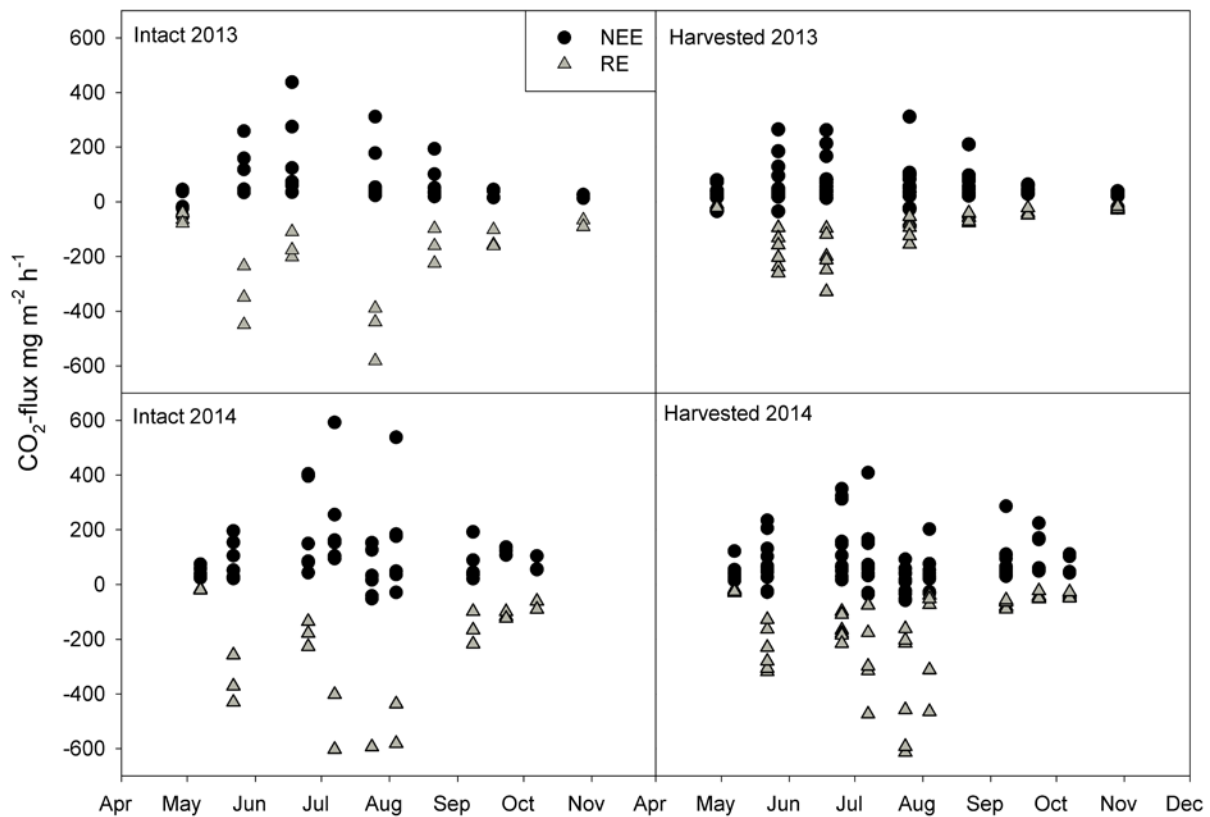 Intact 2013
NEE
RE
Harvested 2013
600
400
200
0
-200
-400
-600
CO₂-flux mg m⁻² h⁻¹
Intact 2014
Harvested 2014
600
400
200
0
-200
-400
-600
Apr May Jun Jul Aug Sep Oct Nov Apr May Jun Jul Aug Sep Oct Nov Dec